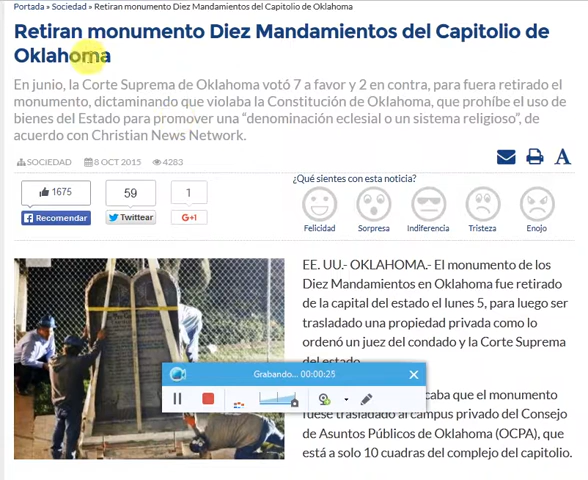 Portada » Sociedad » Retiran monumento Diez Mandamientos del Capitolio de Oklahoma
Retiran monumento Diez Mandamientos del Capitolio de
Oklahoma
En junio, la Corte Suprema de Oklahoma votó 7 a favor y 2 en contra, para fuera retirado el
monumento, dictaminando que violaba la Constitución de Oklahoma, que prohíbe el uso de
bienes del Estado para promover una “denominación eclesial o un sistema religioso”, de
acuerdo con Christian News Network.
SOCIEDAD 8 OCT 2015 4283
A
¿Qué sientes con esta noticia?
1675 59 1
Recomendar Twittear G+1
Felicidad Sorpresa Indiferencia Tristeza Enojo
EE. UU.- OKLAHOMA.- El monumento de los
Diez Mandamientos en Oklahoma fue retirado
de la capital del estado el lunes 5, para luego ser
trasladado una propiedad privada como lo
ordenó un juez del condado y la Corte Suprema
del estado.
Grabando... 00:00:25
caba que el monumento
fuese trasladado al campus privado del Consejo
de Asuntos Públicos de Oklahoma (OCPA), que
está a solo 10 cuadras del complejo del capitolio.